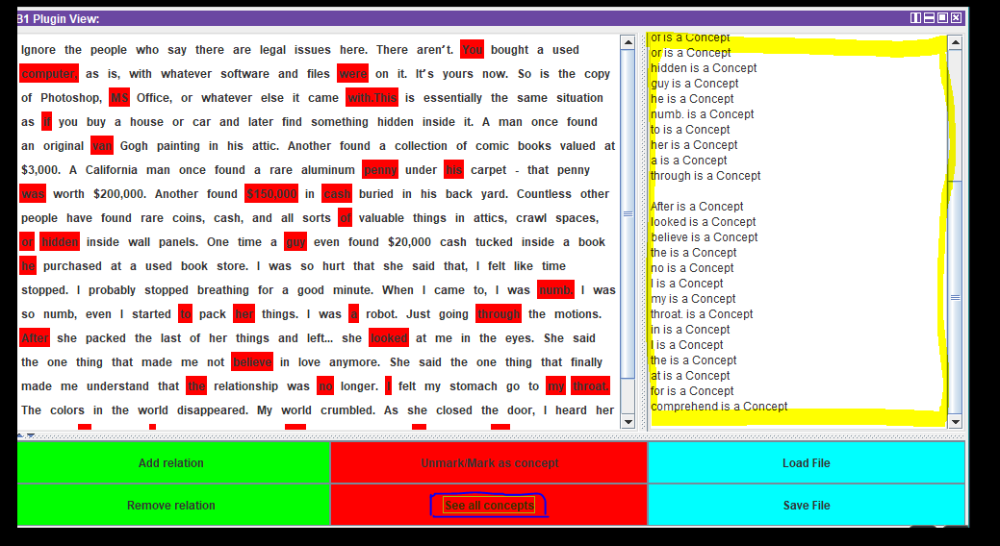 B1 Plugin View:
Ignore the people who say there are legal issues here. There aren't. You bought a used
computer, as is, with whatever software and files were on it. It's yours now. So is the copy
of Photoshop, MS Office, or whatever else it came with.This is essentially the same situation
as if you buy a house or car and later find something hidden inside it. A man once found
an original van Gogh painting in his attic. Another found a collection of comic books valued at
$3,000. A California man once found a rare aluminum penny under his carpet - that penny
was worth $200,000. Another found $150,000 in cash buried in his back yard. Countless other
people have found rare coins, cash, and all sorts of valuable things in attics, crawl spaces,
or hidden inside wall panels. One time a guy even found $20,000 cash tucked inside a book
he purchased at a used book store. I was so hurt that she said that, I felt like time
stopped. I probably stopped breathing for a good minute. When I came to, I was numb. I was
so numb, even I started to pack her things. I was a robot. Just going through the motions.
After she packed the last of her things and left... she looked at me in the eyes. She said
the one thing that made me not believe in love anymore. She said the one thing that finally
made me understand that the relationship was no longer. I felt my stomach go to my throat.
The colors in the world disappeared. My world crumbled. As she closed the door, I heard her
of is a Concept
or is a Concept
hidden is a Concept
guy is a Concept
he is a Concept
numb. is a Concept
to is a Concept
her is a Concept
a is a Concept
through is a Concept
After is a Concept
looked is a Concept
believe is a Concept
the is a Concept
no is a Concept
I is a Concept
my is a Concept
throat. is a Concept
in is a Concept
I is a Concept
the is a Concept
at is a Concept
for is a Concept
comprehend is a Concept
Add relation
Unmark/Mark as concept
Load File
Remove relation
See all concepts
Save File